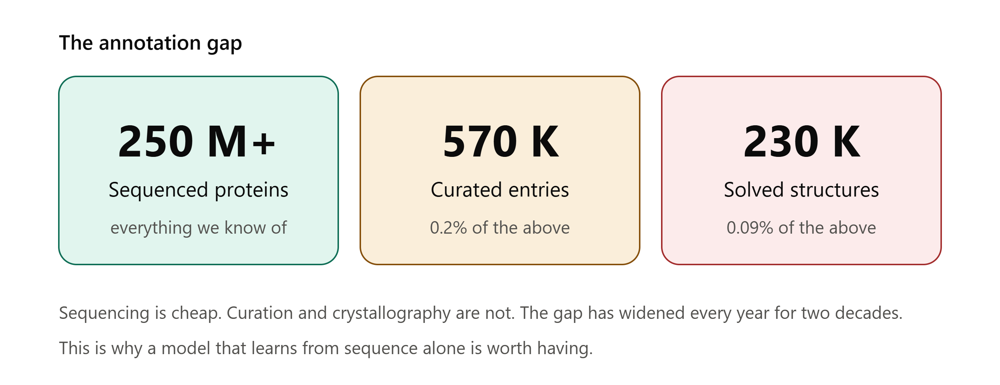 The annotation gap
250 M+
Sequenced proteins
everything we know of
570 K
Curated entries
0.2% of the above
230 K
Solved structures
0.09% of the above
Sequencing is cheap. Curation and crystallography are not. The gap has widened every year for two decades.
This is why a model that learns from sequence alone is worth having.